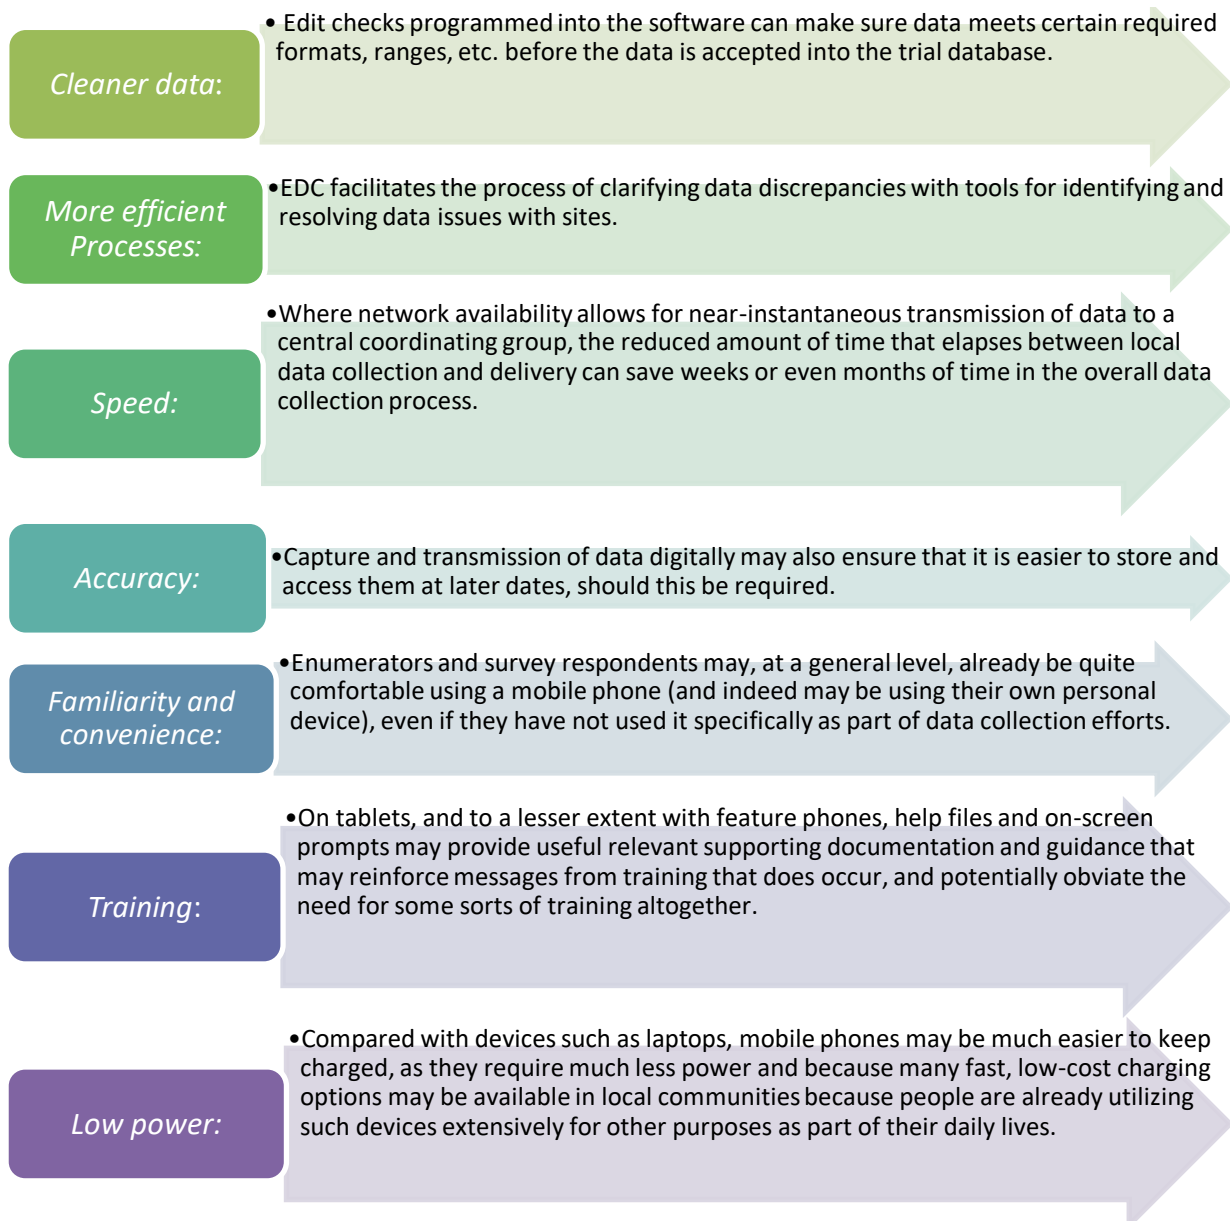 Cleaner data:
• Edit checks programmed into the software can make sure data meets certain required
formats, ranges, etc. before the data is accepted into the trial database.
More efficient
Processes:
•EDC facilitates the process of clarifying data discrepancies with tools for identifying and
resolving data issues with sites.
Speed:
•Where network availability allows for near-instantaneous transmission of data to a
central coordinating group, the reduced amount of time that elapses between local
data collection and delivery can save weeks or even months of time in the overall data
collection process.
Accuracy:
•Capture and transmission of data digitally may also ensure that it is easier to store and
access them at later dates, should this be required.
Familiarity and
convenience:
•Enumerators and survey respondents may, at a general level, already be quite
comfortable using a mobile phone (and indeed may be using their own personal
device), even if they have not used it specifically as part of data collection efforts.
Training:
•On tablets, and to a lesser extent with feature phones, help files and on-screen
prompts may provide useful relevant supporting documentation and guidance that
may reinforce messages from training that does occur, and potentially obviate the
need for some sorts of training altogether.
Low power:
•Compared with devices such as laptops, mobile phones may be much easier to keep
charged, as they require much less power and because many fast, low-cost charging
options may be available in local communities because people are already utilizing
such devices extensively for other purposes as part of their daily lives.